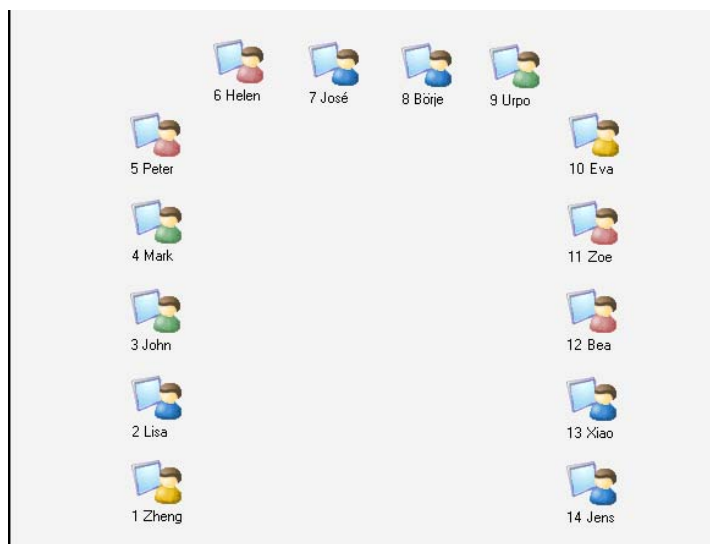 6 Helen
7 José
8 Börje
9 Urpo
5 Peter
10 Eva
4 Mark
11 Zoe
3 John
12 Bea
2 Lisa
13 Xiao
1 Zheng
14 Jens